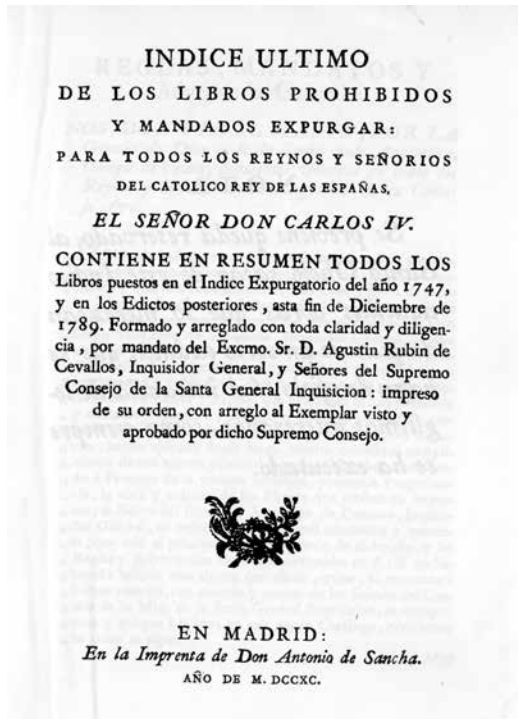 INDICE ULTIMO
DE LOS LIBROS PROHIBIDOS
Y MANDADOS EXPURGAR:
PARA TODOS LOS REYNOS Y SEÑORIOS
DEL CATOLICO REY DE LAS ESPAÑAS,
EL SEÑOR DON CARLOS IV.
CONTIENE EN RESUMEN TODOS LOS
Libros puestos en el Indice Expurgatorio del año 1747,
y en los Edictos posteriores, asta fin de Diciembre de
1789. Formado y arreglado con toda claridad y diligen-
cia, por mandato del Excmo. Sr. D. Agustin Rubin de
Cevallos, Inquisidor General, y Señores del Supremo
Consejo de la Santa General Inquisicion: impreso
de su orden, con arreglo al Exemplar visto y
aprobado por dicho Supremo Consejo.
EN MADRID:
En la Imprenta de Don Antonio de Sancha.
AÑO DE M. DCCXC.